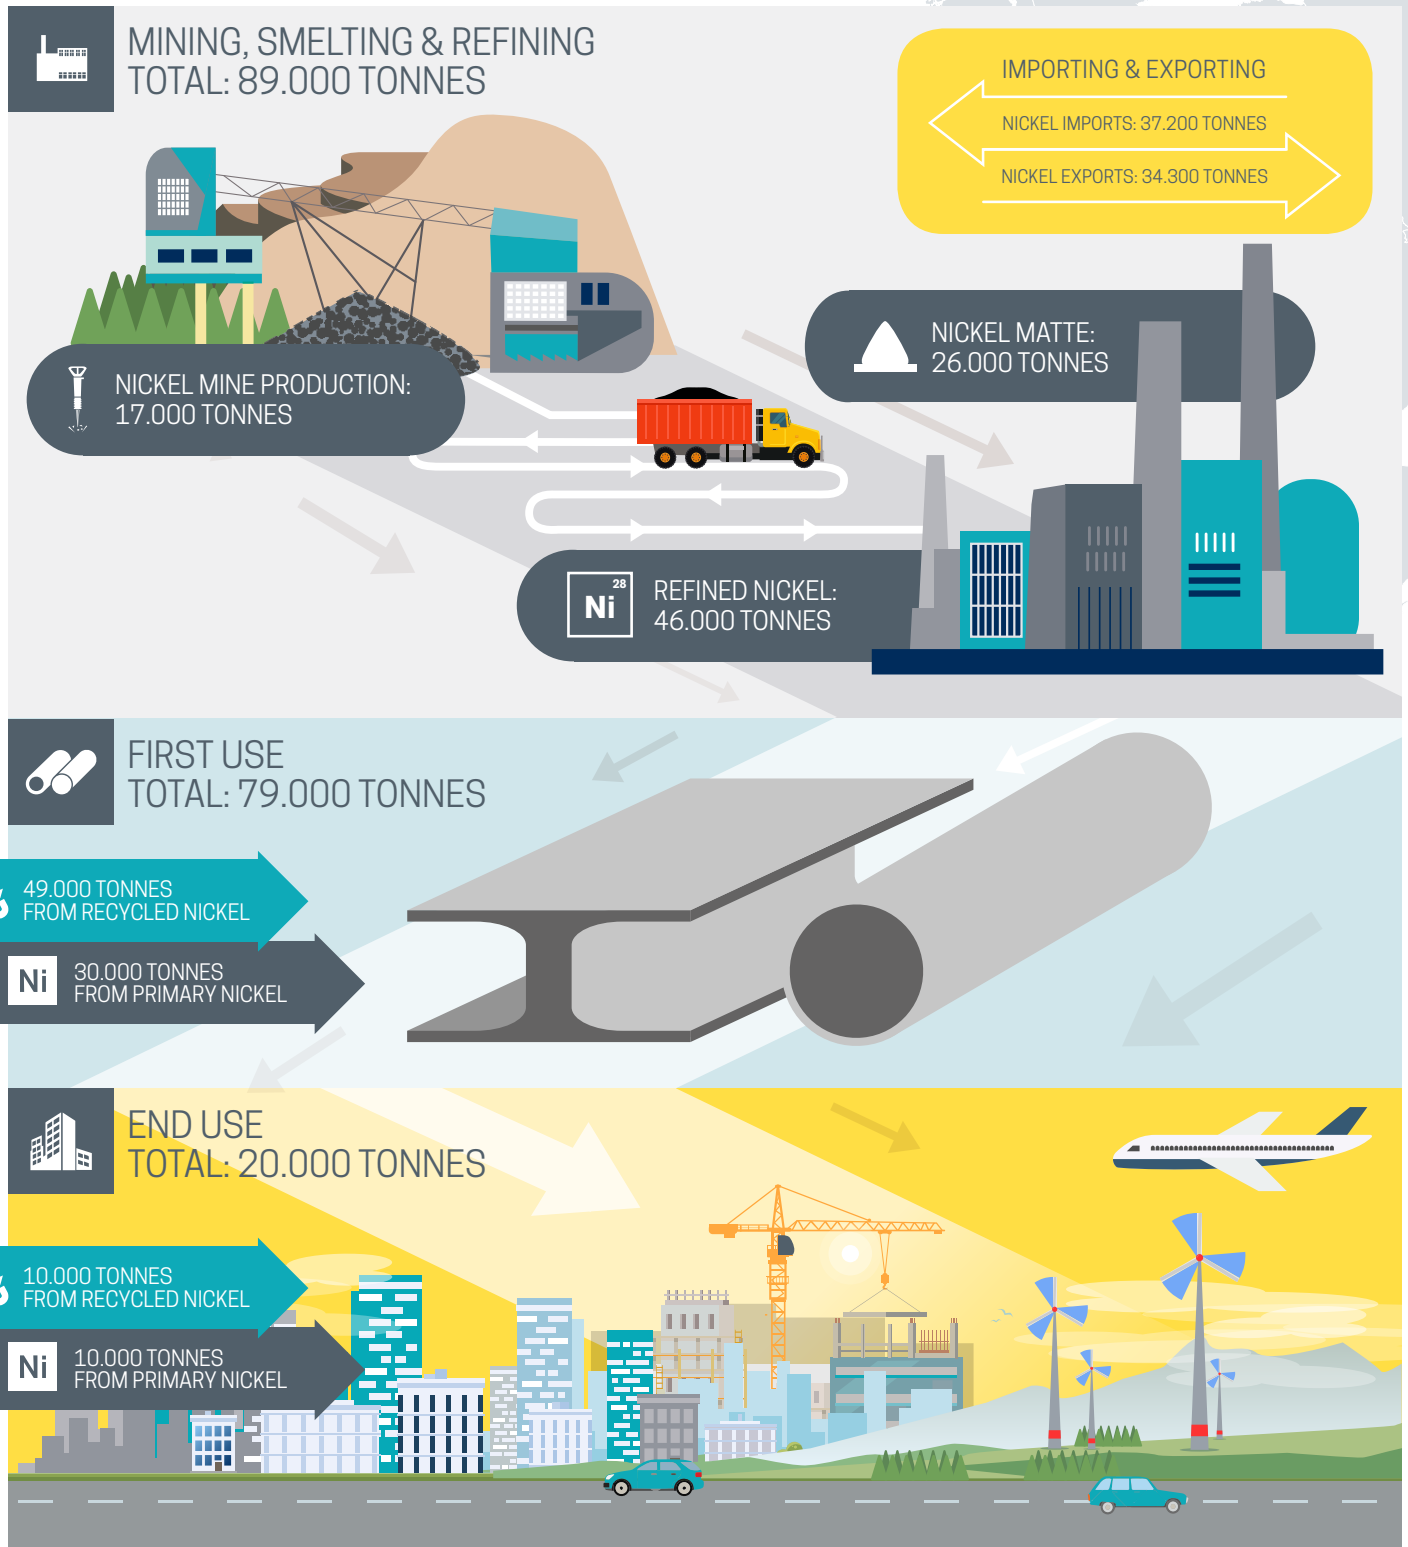 MINING, SMELTING & REFINING
TOTAL: 89.000 TONNES
IMPORTING & EXPORTING
NICKEL IMPORTS: 37.200 TONNES
NICKEL EXPORTS: 34.300 TONNES
NICKEL MATTE:
26.000 TONNES
NICKEL MINE PRODUCTION:
17.000 TONNES
28
Ni
REFINED NICKEL:
46.000 TONNES
FIRST USE
TOTAL: 79.000 TONNES
49.000 TONNES
FROM RECYCLED NICKEL
Ni
30.000 TONNES
FROM PRIMARY NICKEL
END USE
TOTAL: 20.000 TONNES
10.000 TONNES
FROM RECYCLED NICKEL
Ni
10.000 TONNES
FROM PRIMARY NICKEL